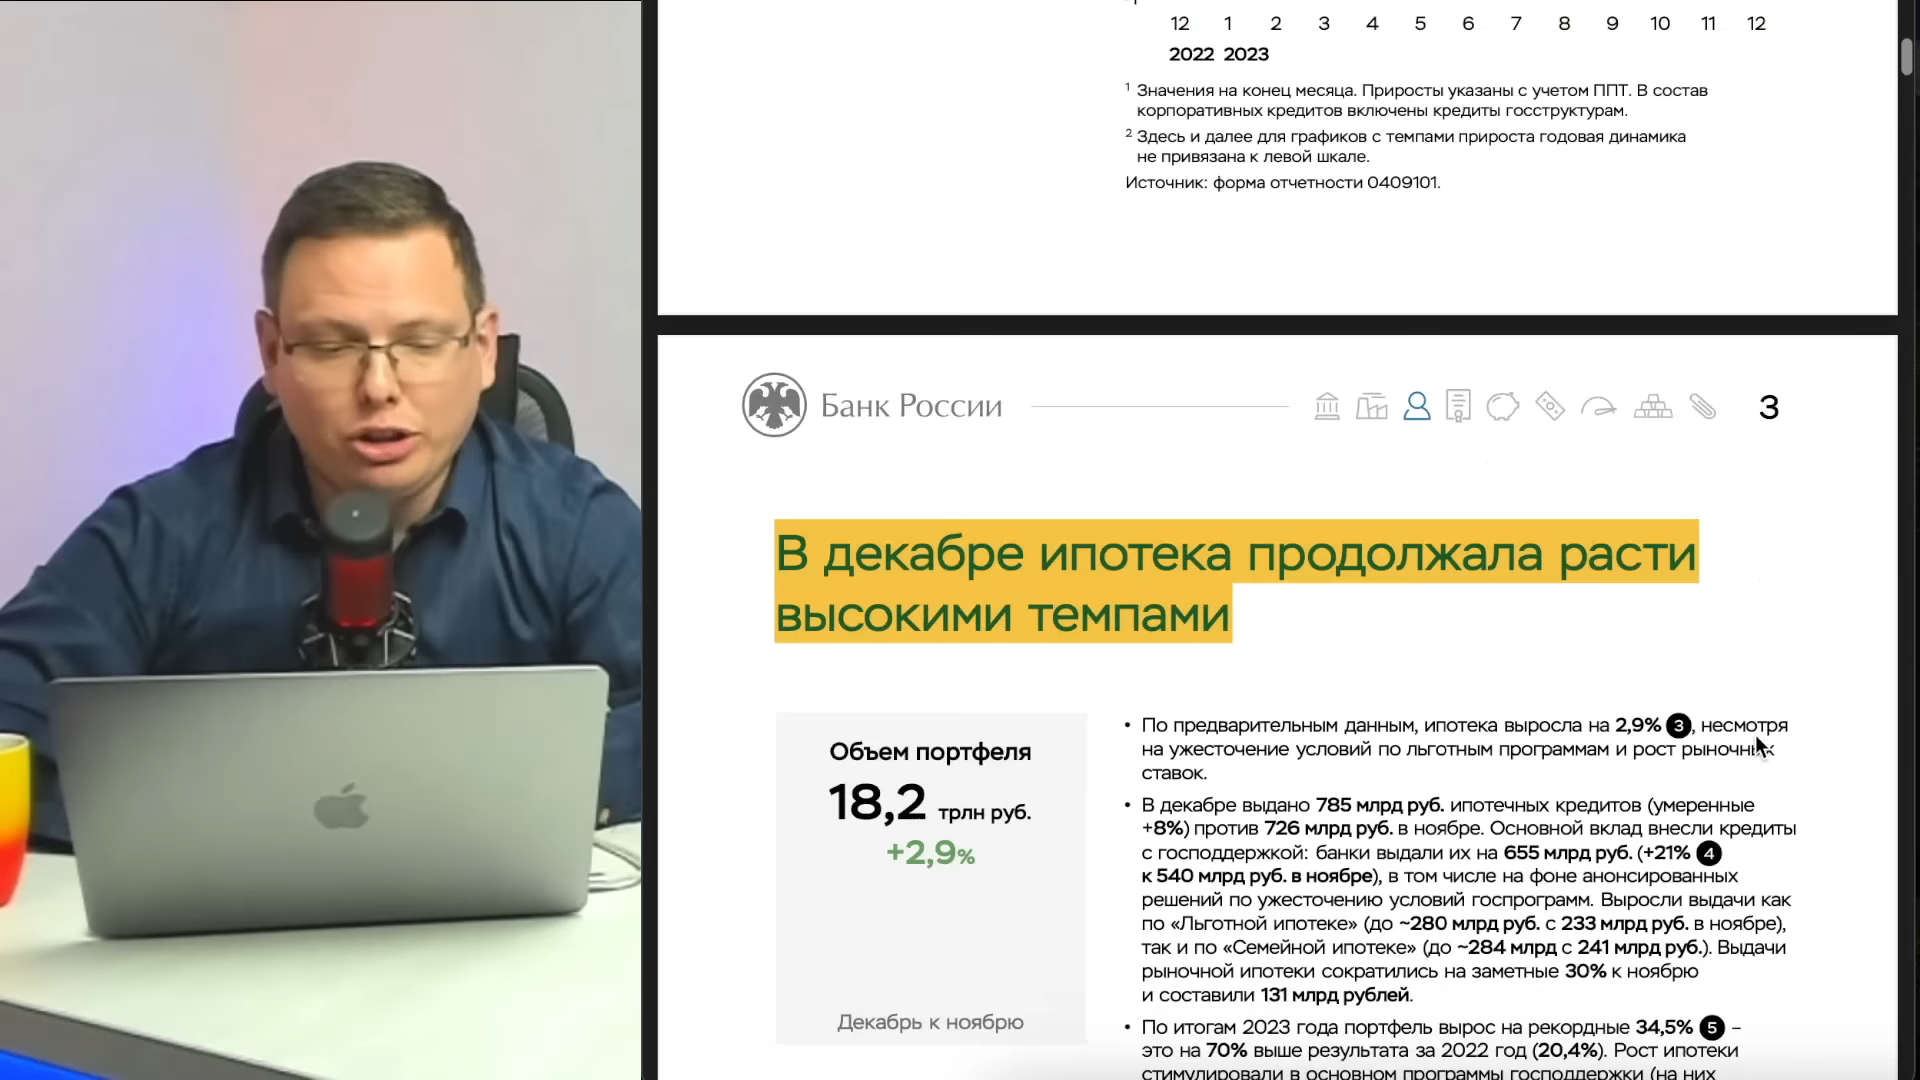 12 1 2 3 4 5 6 7 8 9 10 11 12
2022 2023
1 Значения на конец месяца. Приросты указаны с учетом ППТ. В состав
корпоративных кредитов включены кредиты госструктурам.
2 Здесь и далее для графиков с темпами прироста годовая динамика
не привязана к левой шкале.
Источник: форма отчетности 0409101.
Банк России
3
В декабре ипотека продолжала расти
высокими темпами
Объем портфеля
18,2 трлн руб.
+2,9%
Декабрь к ноябрю
• По предварительным данным, ипотека выросла на 2,9% 3, несмотря
на ужесточение условий по льготным программам и рост рыночных
ставок.
• В декабре выдано 785 млрд руб. ипотечных кредитов (умеренные
+8%) против 726 млрд руб. в ноябре. Основной вклад внесли кредиты
с господдержкой: банки выдали их на 655 млрд руб. (+21% 4
к 540 млрд руб. в ноябре), в том числе на фоне анонсированных
решений по ужесточению условий госпрограмм. Выросли выдачи как
по «Льготной ипотеке» (до ~280 млрд руб. с 233 млрд руб. в ноябре),
так и по «Семейной ипотеке» (до ~284 млрд с 241 млрд руб.). Выдачи
рыночной ипотеки сократились на заметные 30% к ноябрю
и составили 131 млрд рублей.
• По итогам 2023 года портфель вырос на рекордные 34,5% 5 –
это на 70% выше результата за 2022 год (20,4%). Рост ипотеки
стимулировали в основном программы господдержки (на них